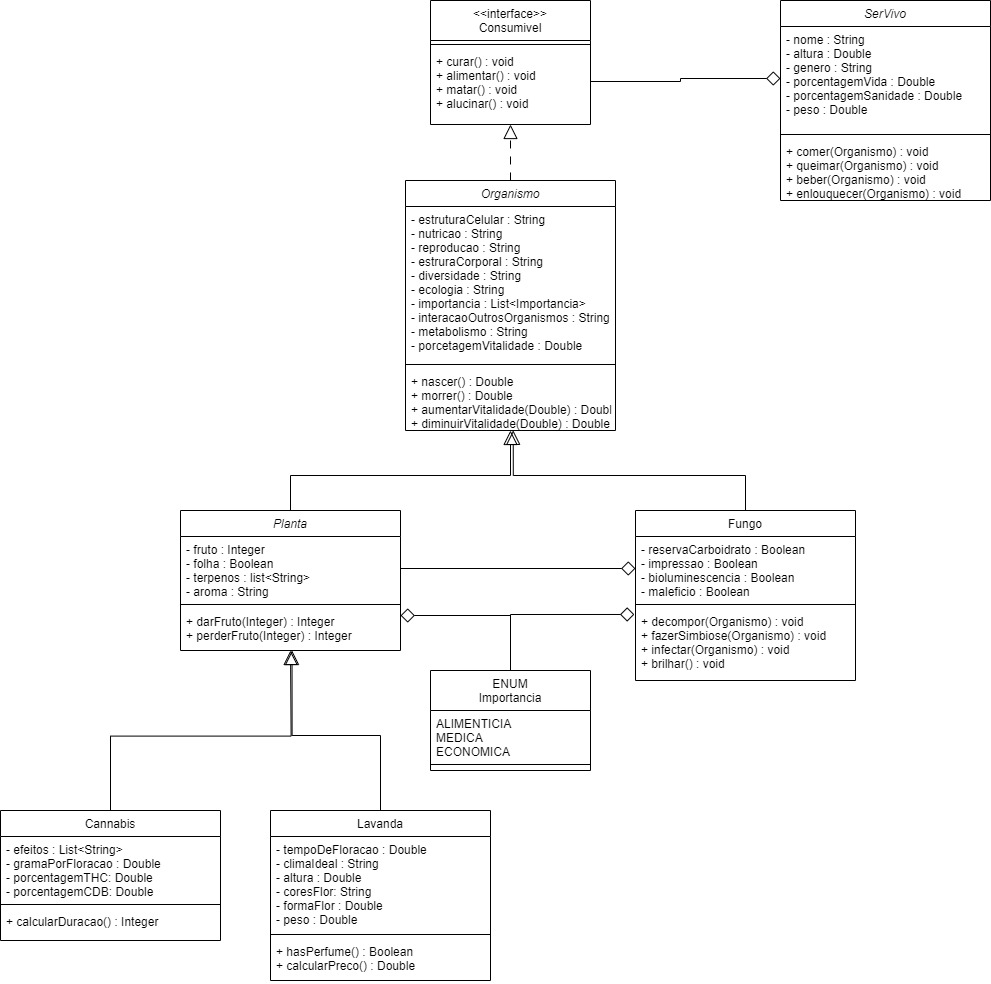 <<interface>>
Consumivel
+ curar() : void
+ alimentar() : void
+ matar() : void
+ alucinar() : void
SerVivo
- nome : String
- altura : Double
- genero : String
- porcentagemVida : Double
- porcentagemSanidade : Double
- peso : Double
+ comer(Organismo) : void
+ queimar(Organismo) : void
+ beber(Organismo) : void
+ enlouquecer(Organismo) : void
Organismo
- estruturaCelular : String
- nutricao : String
- reproducao : String
- estruraCorporal : String
- diversidade : String
- ecologia : String
- importancia : List<Importancia>
- interacaoOutrosOrganismos : String
- metabolismo : String
- porcetagemVitalidade : Double
+ nascer() : Double
+ morrer() : Double
+ aumentarVitalidade(Double) : Doubl
+ diminuirVitalidade(Double) : Double
Planta
- fruto : Integer
- folha : Boolean
- terpenos : list<String>
- aroma : String
+ darFruto(Integer) : Integer
+ perderFruto(Integer) : Integer
Fungo
- reservaCarboidrato : Boolean
- impressao : Boolean
- bioluminescencia : Boolean
- maleficio : Boolean
+ decompor(Organismo) : void
+ fazerSimbiose(Organismo) : void
+ infectar(Organismo) : void
+ brilhar() : void
ENUM
Importancia
ALIMENTICIA
MEDICA
ECONOMICA
Cannabis
- efeitos : List<String>
- gramaPorFloracao : Double
- porcentagemTHC: Double
- porcentagemCDB: Double
+ calcularDuracao() : Integer
Lavanda
- tempoDeFloracao : Double
- climaIdeal : String
- altura : Double
- coresFlor: String
- formaFlor : Double
- peso : Double
+ hasPerfume() : Boolean
+ calcularPreco() : Double